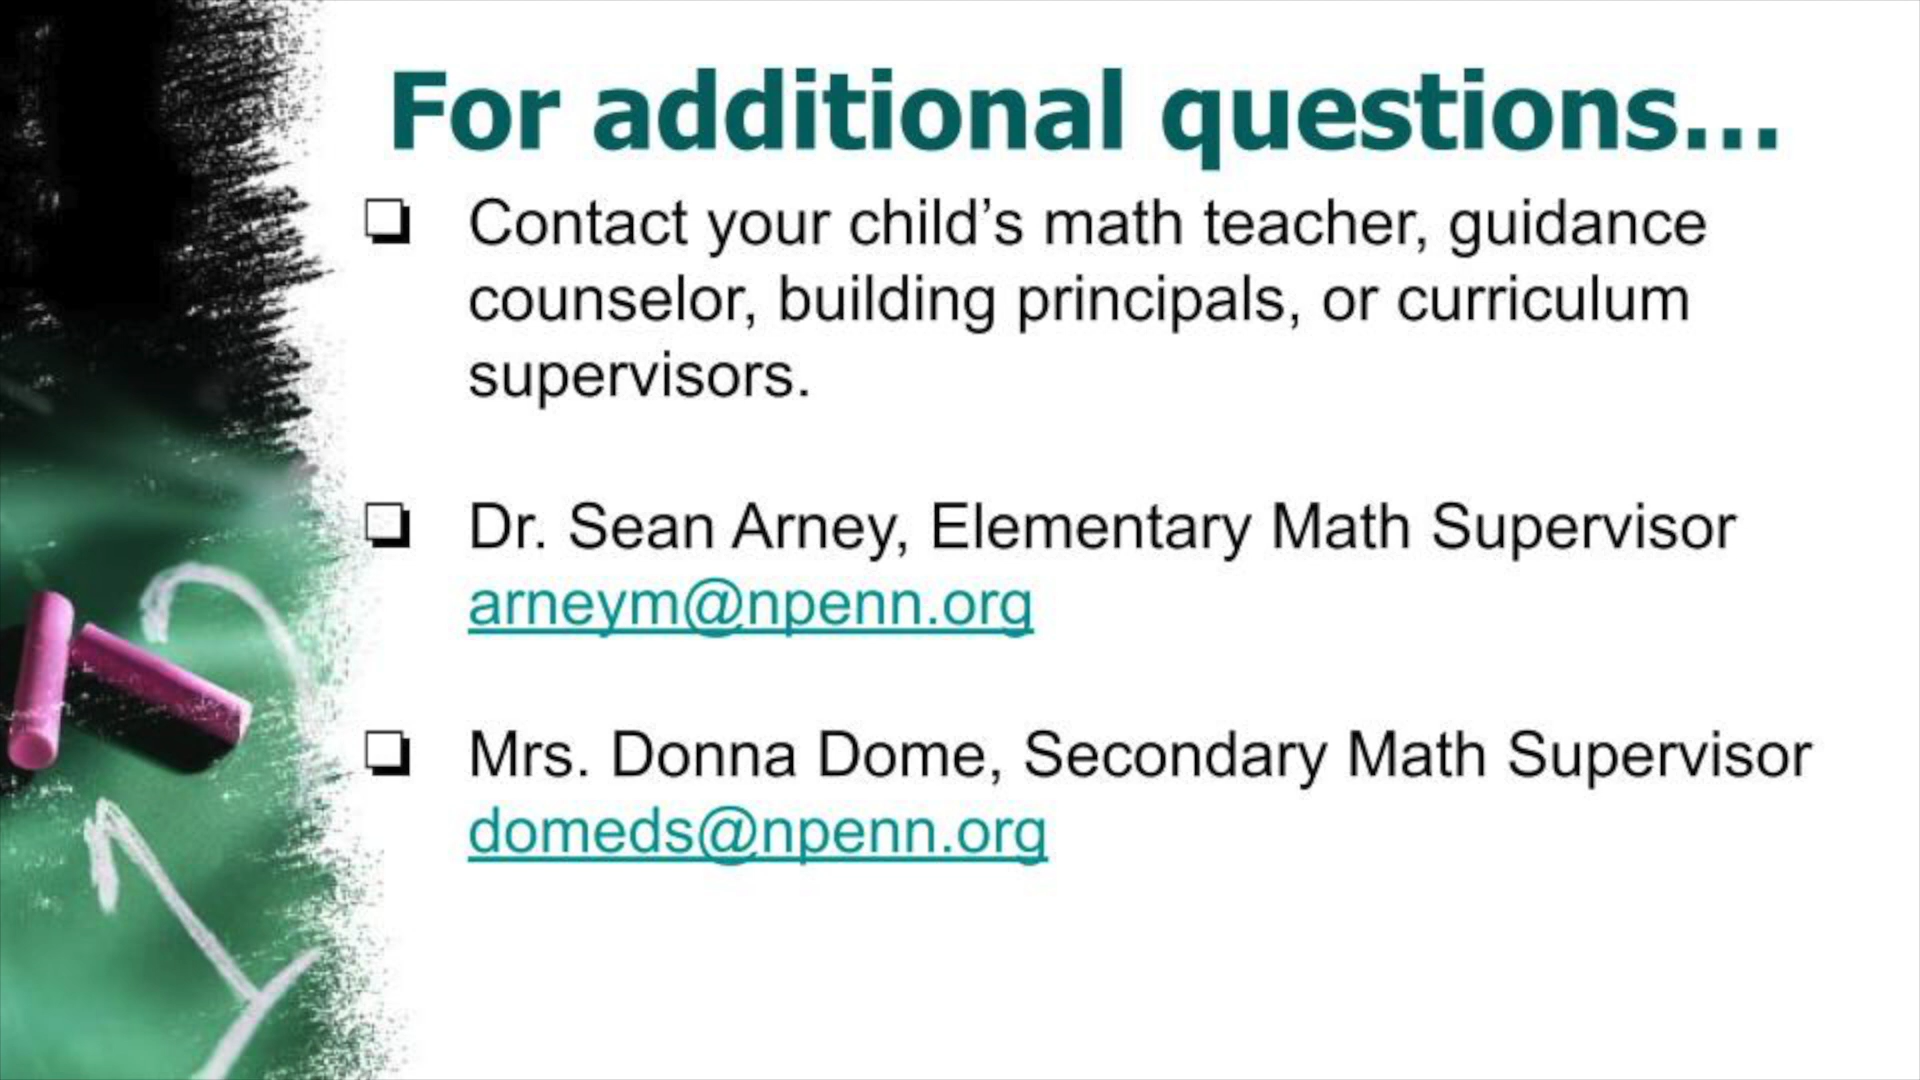 For additional questions...
❏ Contact your child’s math teacher, guidance
counselor, building principals, or curriculum
supervisors.
❏ Dr. Sean Arney, Elementary Math Supervisor
arneym@npenn.org
❏ Mrs. Donna Dome, Secondary Math Supervisor
domeds@npenn.org